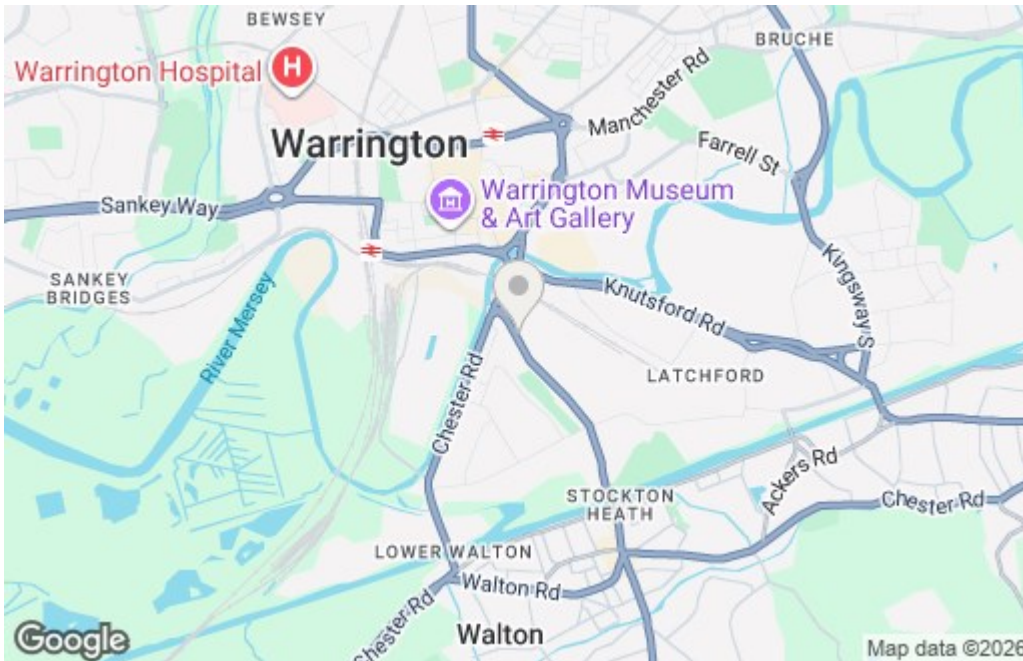 BEWSEY
BRUCHE
Warrington Hospital
H
Manchester Rd
Warrington
Farrell St
Warrington Museum
& Art Gallery
Sankey Way
Kingsway S
SANKEY
BRIDGES
River Mersey
Knutsford Rd
LATCHFORD
Chester Rd
Ackers Rd
STOCKTON
HEATH
Chester Rd
LOWER WALTON
Walton Rd
Chester Rd
Walton
Google
Map data ©2026